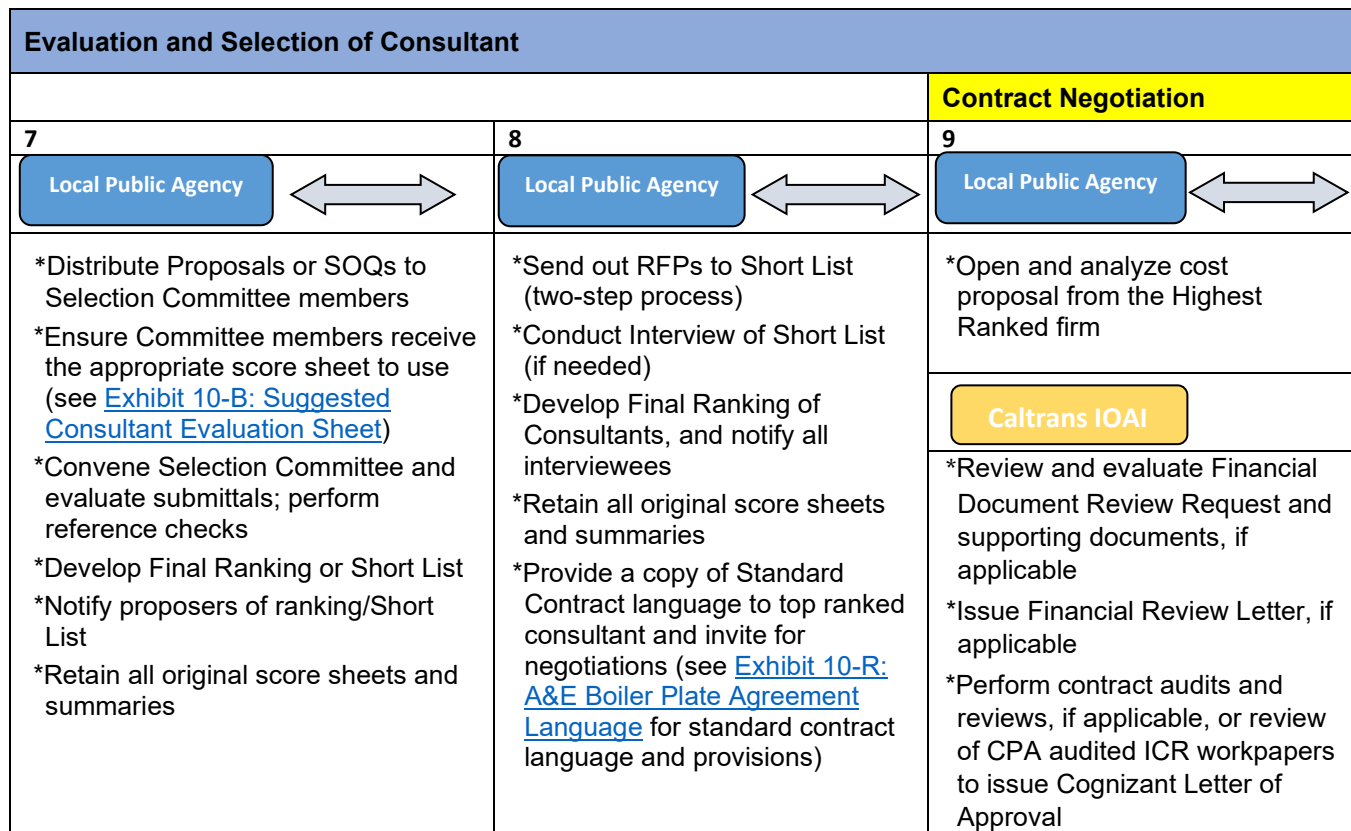 Evaluation and Selection of Consultant
Contract Negotiation
7
8
9
Local Public Agency
Local Public Agency
Local Public Agency
*Distribute Proposals or SOQs to
Selection Committee members
*Ensure Committee members receive
the appropriate score sheet to use
(see Exhibit 10-B: Suggested
Consultant Evaluation Sheet)
*Convene Selection Committee and
evaluate submittals; perform
reference checks
*Develop Final Ranking or Short List
*Notify proposers of ranking/Short
List
*Retain all original score sheets and
summaries
*Send out RFPs to Short List
(two-step process)
*Conduct Interview of Short List
(if needed)
*Develop Final Ranking of
Consultants, and notify all
interviewees
*Retain all original score sheets
and summaries
*Provide a copy of Standard
Contract language to top ranked
consultant and invite for
negotiations (see Exhibit 10-R:
A&E Boiler Plate Agreement
Language for standard contract
language and provisions)
*Open and analyze cost
proposal from the Highest
Ranked firm
Caltrans IOAI
*Review and evaluate Financial
Document Review Request and
supporting documents, if
applicable
*Issue Financial Review Letter, if
applicable
*Perform contract audits and
reviews, if applicable, or review
of CPA audited ICR workpapers
to issue Cognizant Letter of
Approval